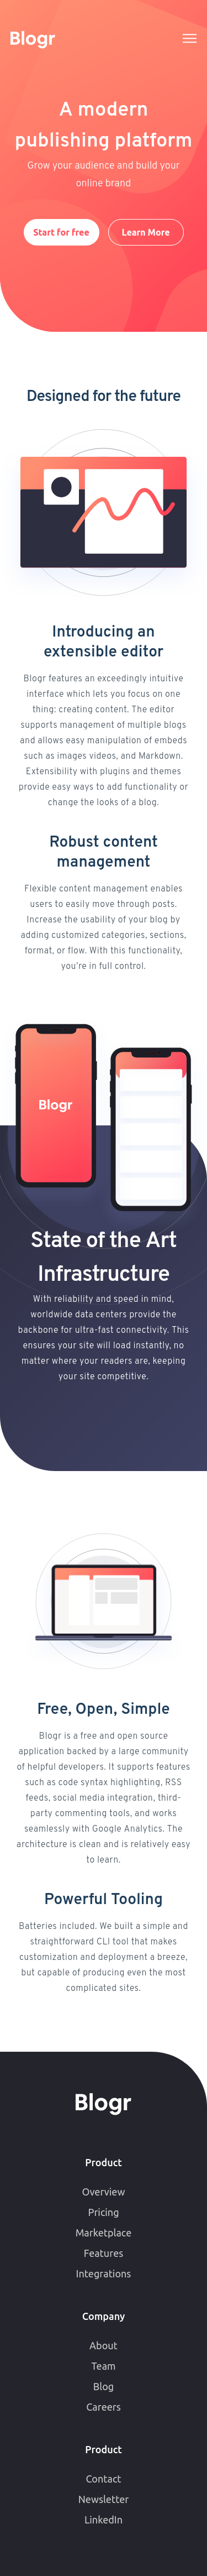 Blogr
A modern
publishing platform
Grow your audience and build your
online brand
Start for free
Learn More
Designed for the future
Introducing an
extensible editor
Blogr features an exceedingly intuitive
interface which lets you focus on one
thing: creating content. The editor
supports management of multiple blogs
and allows easy manipulation of embeds
such as images videos, and Markdown.
Extensibility with plugins and themes
provide easy ways to add functionality or
change the looks of a blog.
Robust content
management
Flexible content management enables
users to easily move through posts.
Increase the usability of your blog by
adding customized categories, sections,
format, or flow. With this functionality,
you're in full control.
Blogr
State of the Art
Infrastructure
With reliability and speed in mind,
worldwide data centers provide the
backbone for ultra-fast connectivity. This
ensures your site will load instantly, no
matter where your readers are, keeping
your site competitive.
Free, Open, Simple
Blogr is a free and open source
application backed by a large community
of helpful developers. It supports features
such as code syntax highlighting, RSS
feeds, social media integration, third-
party commenting tools, and works
seamlessly with Google Analytics. The
architecture is clean and is relatively easy
to learn.
Powerful Tooling
Batteries included. We built a simple and
straightforward CLI tool that makes
customization and deployment a breeze,
but capable of producing even the most
complicated sites.
Blogr
Product
Overview
Pricing
Marketplace
Features
Integrations
Company
About
Team
Blog
Careers
Product
Contact
Newsletter
LinkedIn